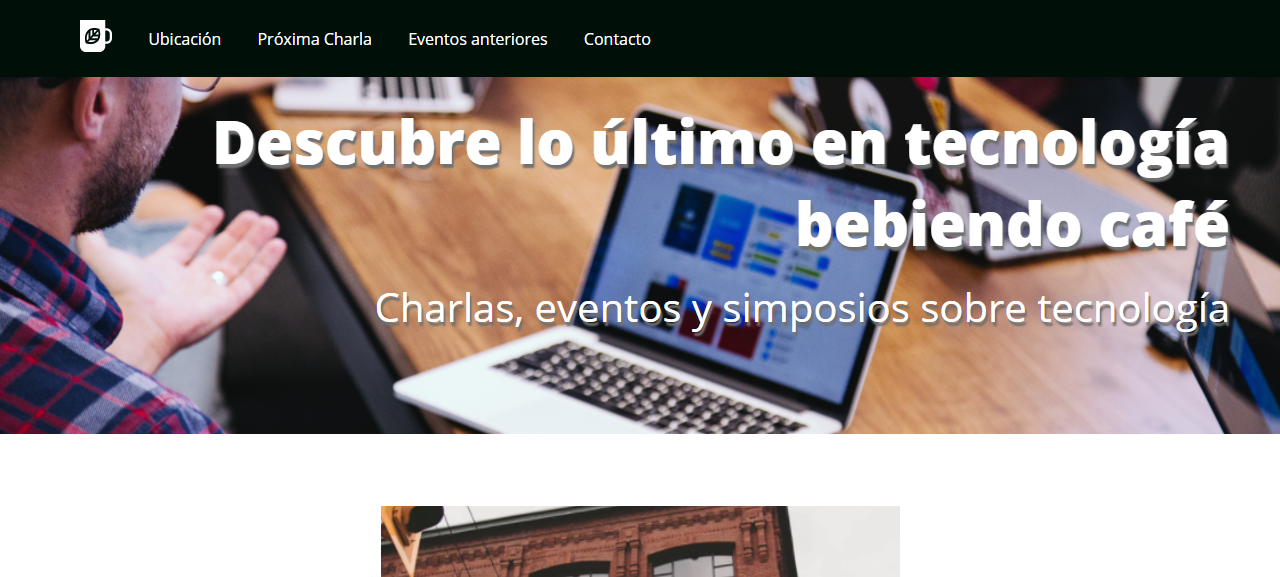 Ubicación Próxima Charla Eventos anteriores Contacto
Descubre lo último en tecnología
bebiendo café
Charlas, eventos y simposios sobre tecnología